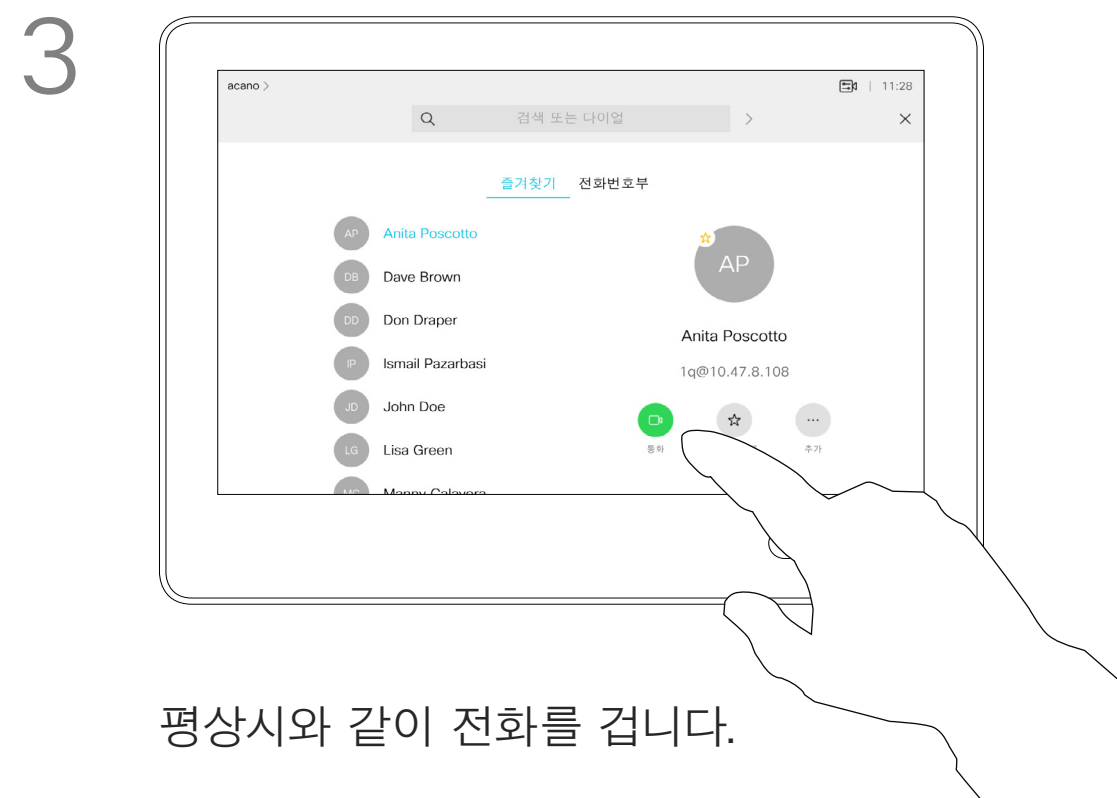 3
acano >
11:28
검색 또는 다이얼
즐겨찾기 전화번호부
AP Anita Poscotto
DB Dave Brown
DD Don Draper
IP Ismail Pazarbasi
JD John Doe
LG Lisa Green
AP
Anita Poscotto
1q@10.47.8.108
통화
추가
평상시와 같이 전화를 겁니다.